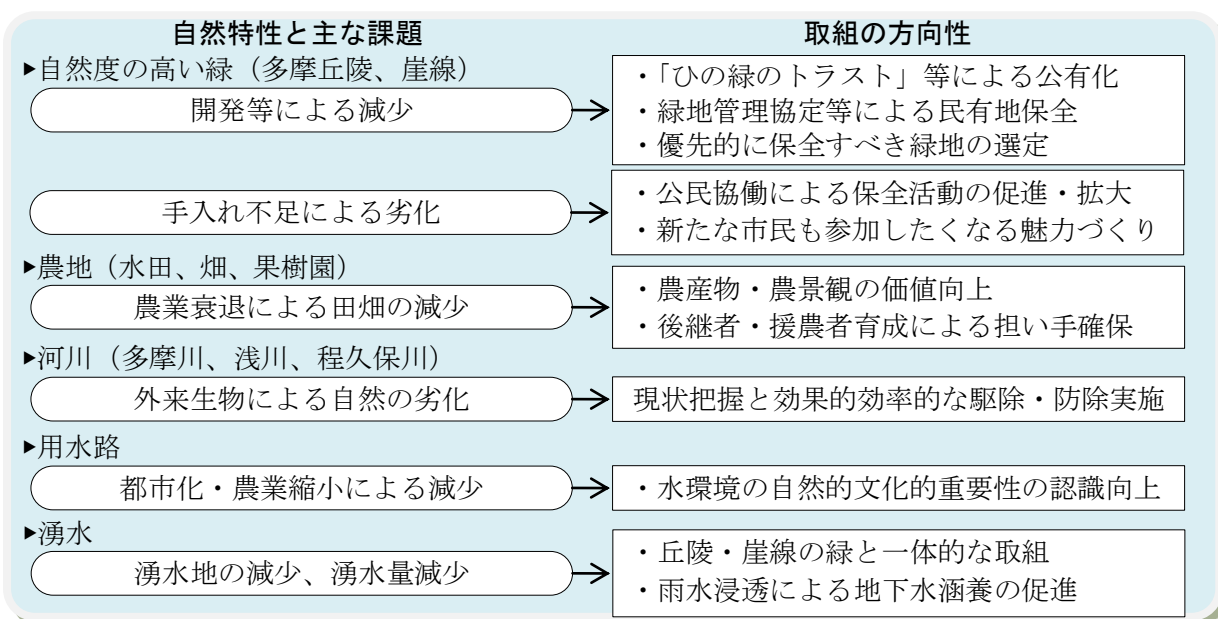 自然特性と主な課題
取組の方向性
▶自然度の高い緑（多摩丘陵、崖線）
開発等による減少
・「ひの緑のトラスト」等による公有化
・緑地管理協定等による民有地保全
・優先的に保全すべき緑地の選定
手入れ不足による劣化
・公民協働による保全活動の促進・拡大
・新たな市民も参加したくなる魅力づくり
▶農地（水田、畑、果樹園）
農業衰退による田畑の減少
・農産物・農景観の価値向上
・後継者・援農者育成による担い手確保
▶河川（多摩川、浅川、程久保川）
外来生物による自然の劣化
現状把握と効果的効率的な駆除・防除実施
▶用水路
都市化・農業縮小による減少
・水環境の自然的文化的重要性の認識向上
▶湧水
湧水地の減少、湧水量減少
・丘陵・崖線の緑と一体的な取組
・雨水浸透による地下水涵養の促進